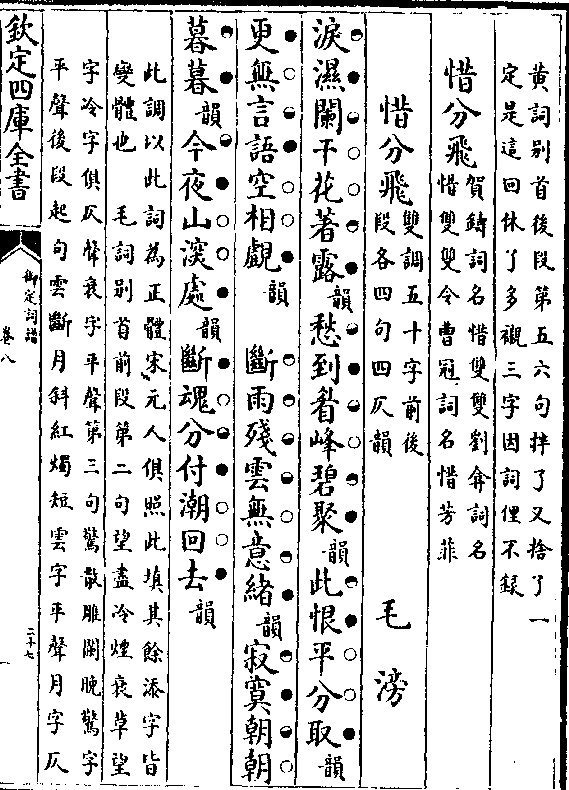 黄詞别首後段第五六句拌了又捨了一
定是這回休了多襯三字因詞俚不録
惜分飛賀鑄詞名惜雙雙劉弇詞名
惜雙雙令曹冠詞名惜芳菲
惜分飛雙調五十字前後
段各四句四仄韻
毛滂
淚濕闌干花著露韻愁到眉峰碧聚韻此恨平分取韻
更無言語空相覷韻 斷雨殘雲無意緒韻寂寞朝朝
暮暮韻今夜山深處韻斷魂分付潮回去韻
此調以此詞為正體宋元人俱照此填其餘添字皆
變體也 毛詞别首前段第二句望盡冷煙衰草望
字冷字俱仄聲衰字平聲第三句驚散雕闌晚驚字
平聲後段起句雲斷月斜紅燭短雲字平聲月字仄
欽定四庫全書
御定詞譜
卷八
二十七